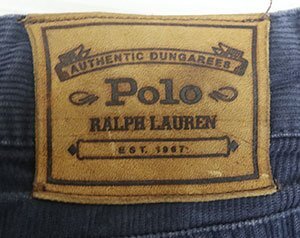 AUTHENTIC DUNGAREES
Polo
RALPH LAUREN
EST. 1967